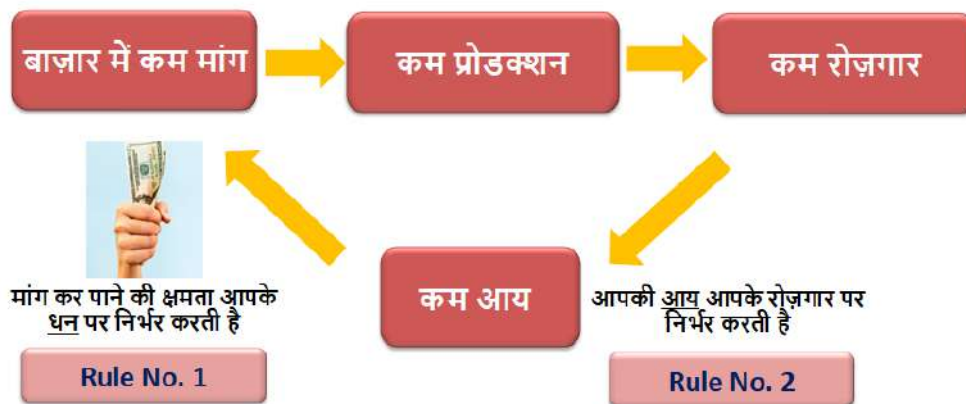 बाज़ार में कम मांग
कम प्रोडक्शन
कम रोज़गार
मांग कर पाने की क्षमता आपके
धन पर निर्भर करती है
Rule No. 1
कम आय
आपकी आय आपके रोज़गार पर
निर्भर करती है
Rule No. 2